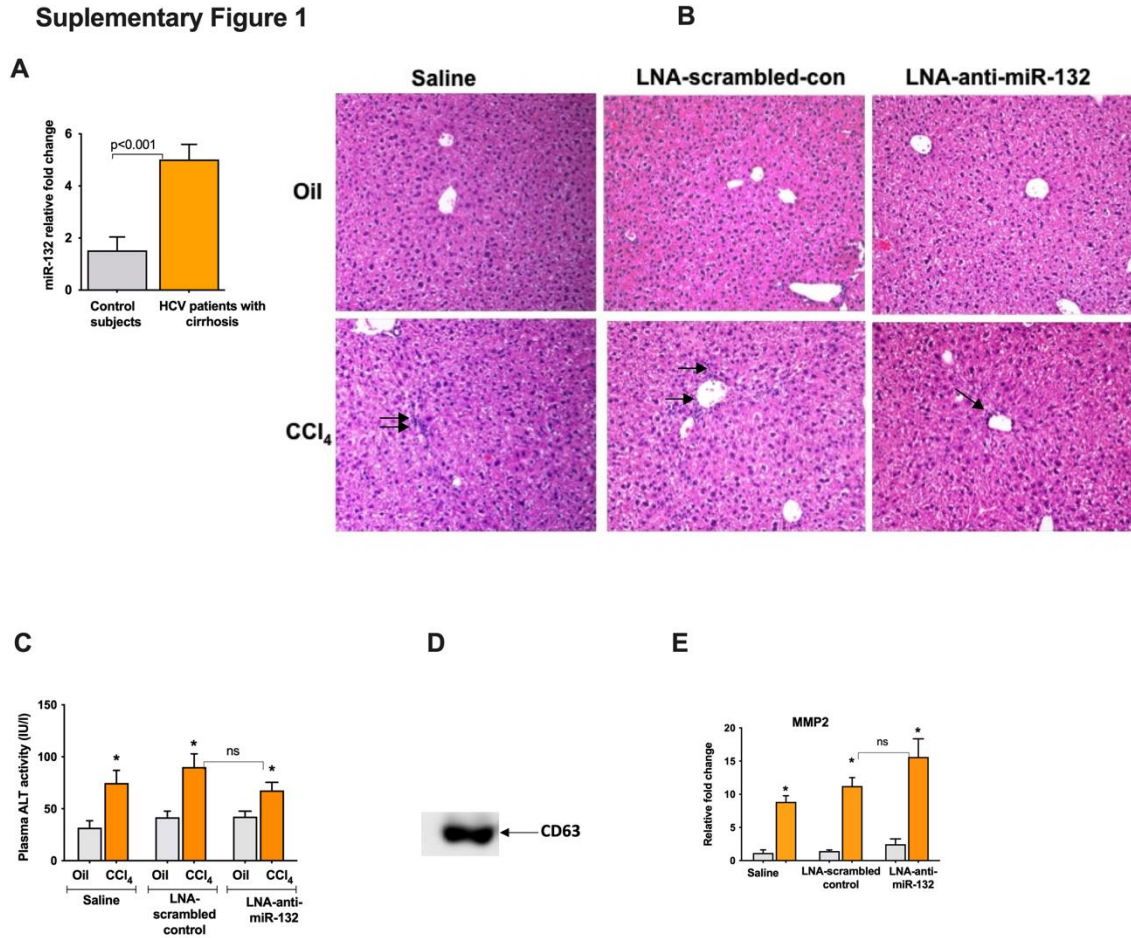 Suplementary Figure 1
A
miR-132 relative fold change
6
4
2
0
p<0.001
Control
subjects
HCV patients with
cirrhosis
B
Saline
LNA-scrambled-con
LNA-anti-miR-132
Oil
CCl₄
C
Plasma ALT activity (IU/l)
150
100
50
0
*
*
ns
*
Oil
CCl₄
Oil
CCl₄
Oil
CCl₄
Saline
LNA-
scrambled
control
LNA-anti-
miR-132
D
CD63
E
MMP2
Relative fold change
20
15
10
5
0
*
*
ns
*
Saline
LNA-scrambled
control
LNA-anti-
miR-132